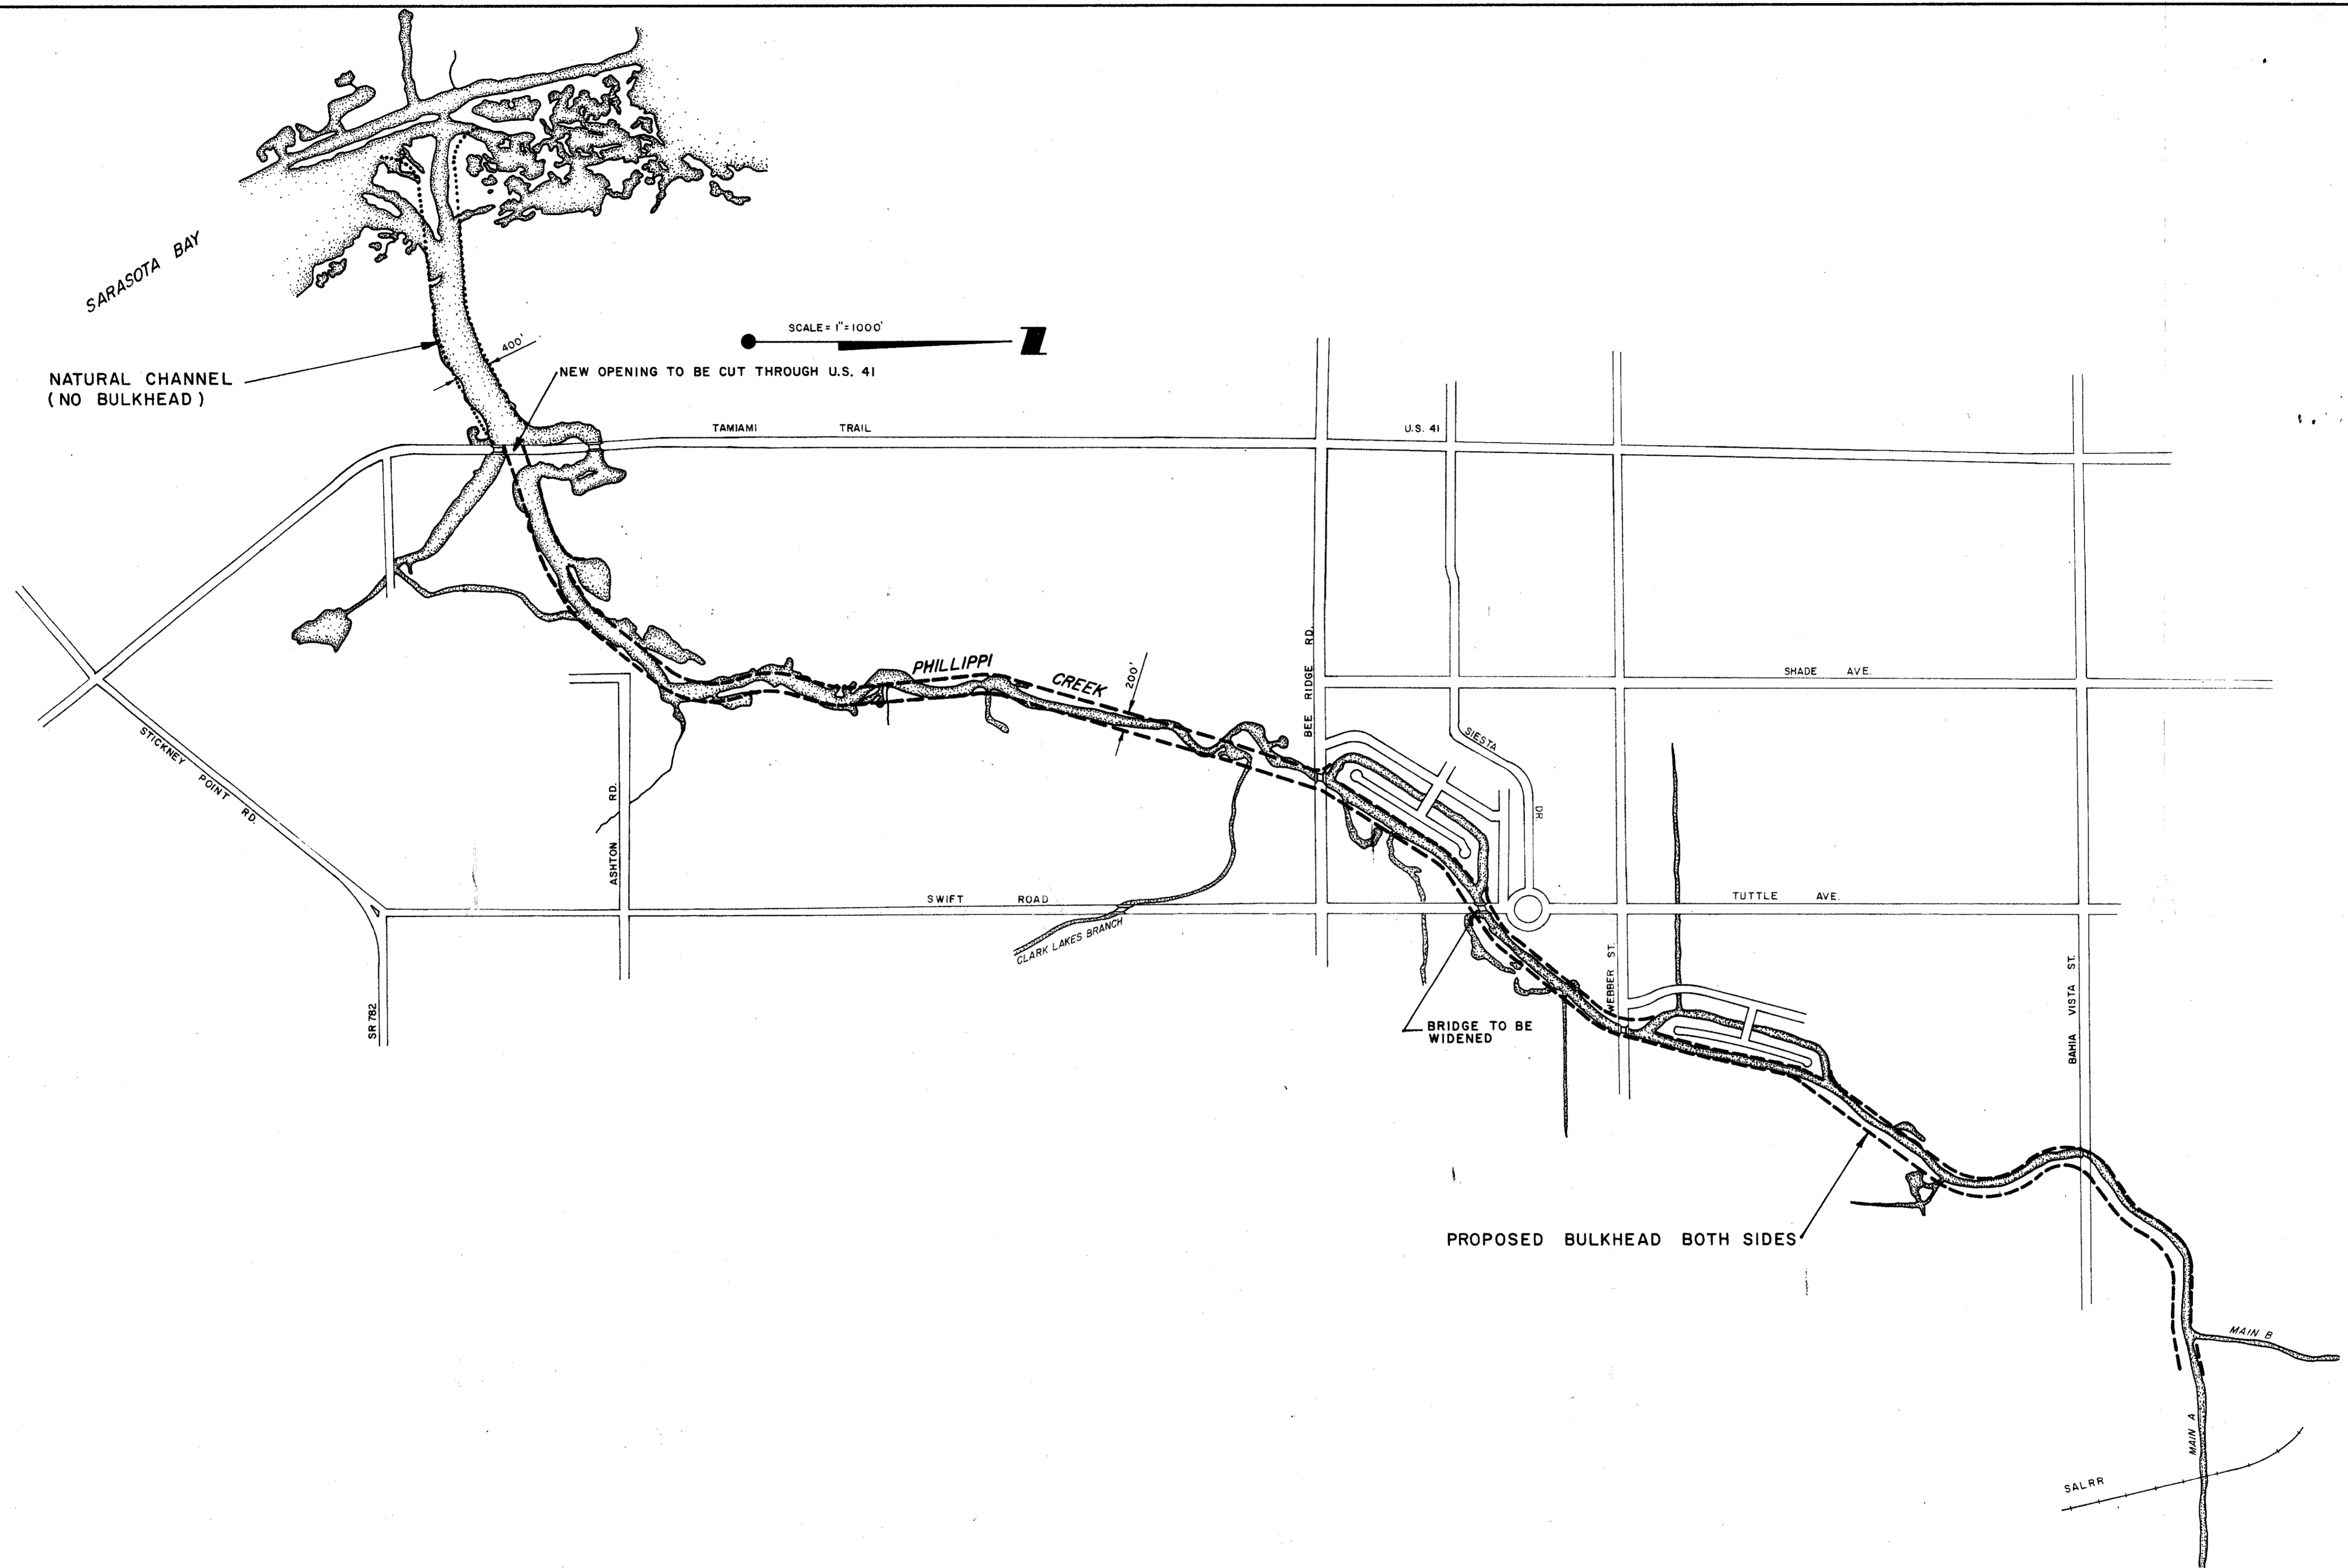 SARASOTA BAY
SCALE = 1" = 1000'
N
400'
NATURAL CHANNEL
(NO BULKHEAD)
NEW OPENING TO BE CUT THROUGH U.S. 41
TAMIAMI TRAIL
U.S. 41
PHILLIPPI CREEK
200'
BEE RIDGE RD.
SHADE AVE.
SIESTA DR
STICKNEY POINT RD.
ASHTON RD.
SWIFT ROAD
TUTTLE AVE.
CLARK LAKES BRANCH
SR 782
WEBBER ST.
BAHIA VISTA ST.
BRIDGE TO BE
WIDENED
PROPOSED BULKHEAD BOTH SIDES
MAIN B
MAIN A
SALRR